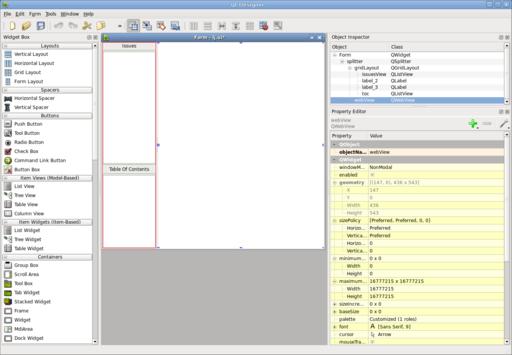 Qt Designer
File Edit Form Tools Window Help
Widget Box
Layouts
Vertical Layout
Horizontal Layout
Grid Layout
Form Layout
Spacers
Horizontal Spacer
Vertical Spacer
Buttons
Push Button
Tool Button
Radio Button
Check Box
Command Link Button
Button Box
Item Views (Model-Based)
List View
Tree View
Table View
Column View
Item Widgets (Item-Based)
List Widget
Tree Widget
Table Widget
Containers
Group Box
Scroll Area
Tool Box
Tab Widget
Stacked Widget
Frame
Widget
MdiArea
Dock Widget
Issues
Table Of Contents
Object Inspector
Object Class
Form QWidget
splitter QSplitter
gridLayout QGridLayout
issuesView QListView
label_2 QLabel
label_3 QLabel
toc QListView
webView QWebView
Property Editor
webView
QWebView
Property Value
QObject
objectNa... webView
QWidget
windowM... NonModal
enabled
geometry [(147, 0), 436 x 543]
X 147
Y 0
Width 436
Height 543
sizePolicy [Preferred, Preferred, 0, 0]
Horizo... Preferred
Vertica... Preferred
Horizo... 0
Vertica... 0
minimum... 0 x 0
Width 0
Height 0
maximum... 16777215 x 16777215
Width 16777215
Height 16777215
sizeIncre... 0 x 0
baseSize 0 x 0
palette Customized (1 roles)
font A [Sans Serif, 9]
cursor Arrow
mouseTra...